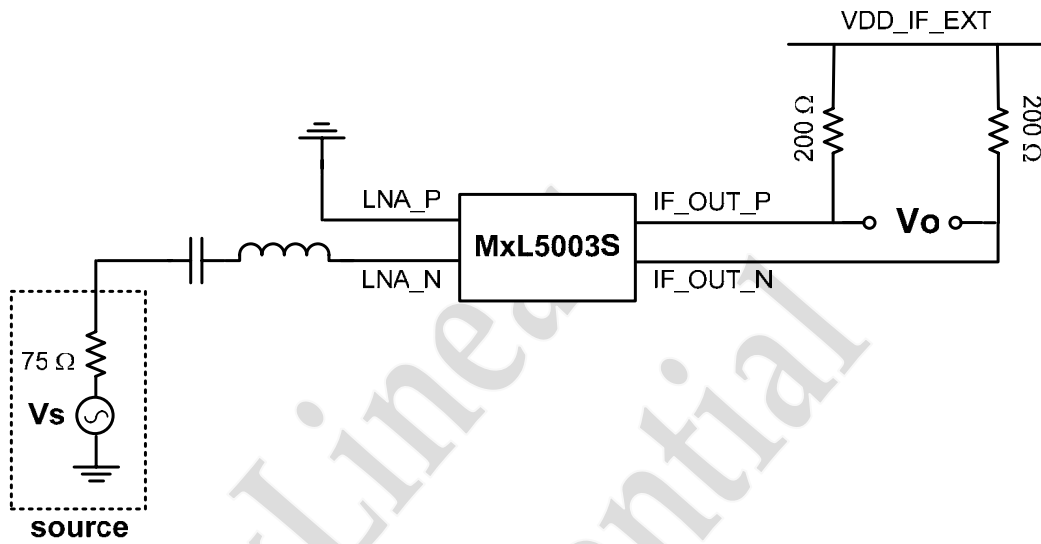 VDD_IF_EXT
200 Ω
200 Ω
LNA_P
IF_OUT_P
MxL5003S
Vo
LNA_N
IF_OUT_N
75 Ω
Vs
source